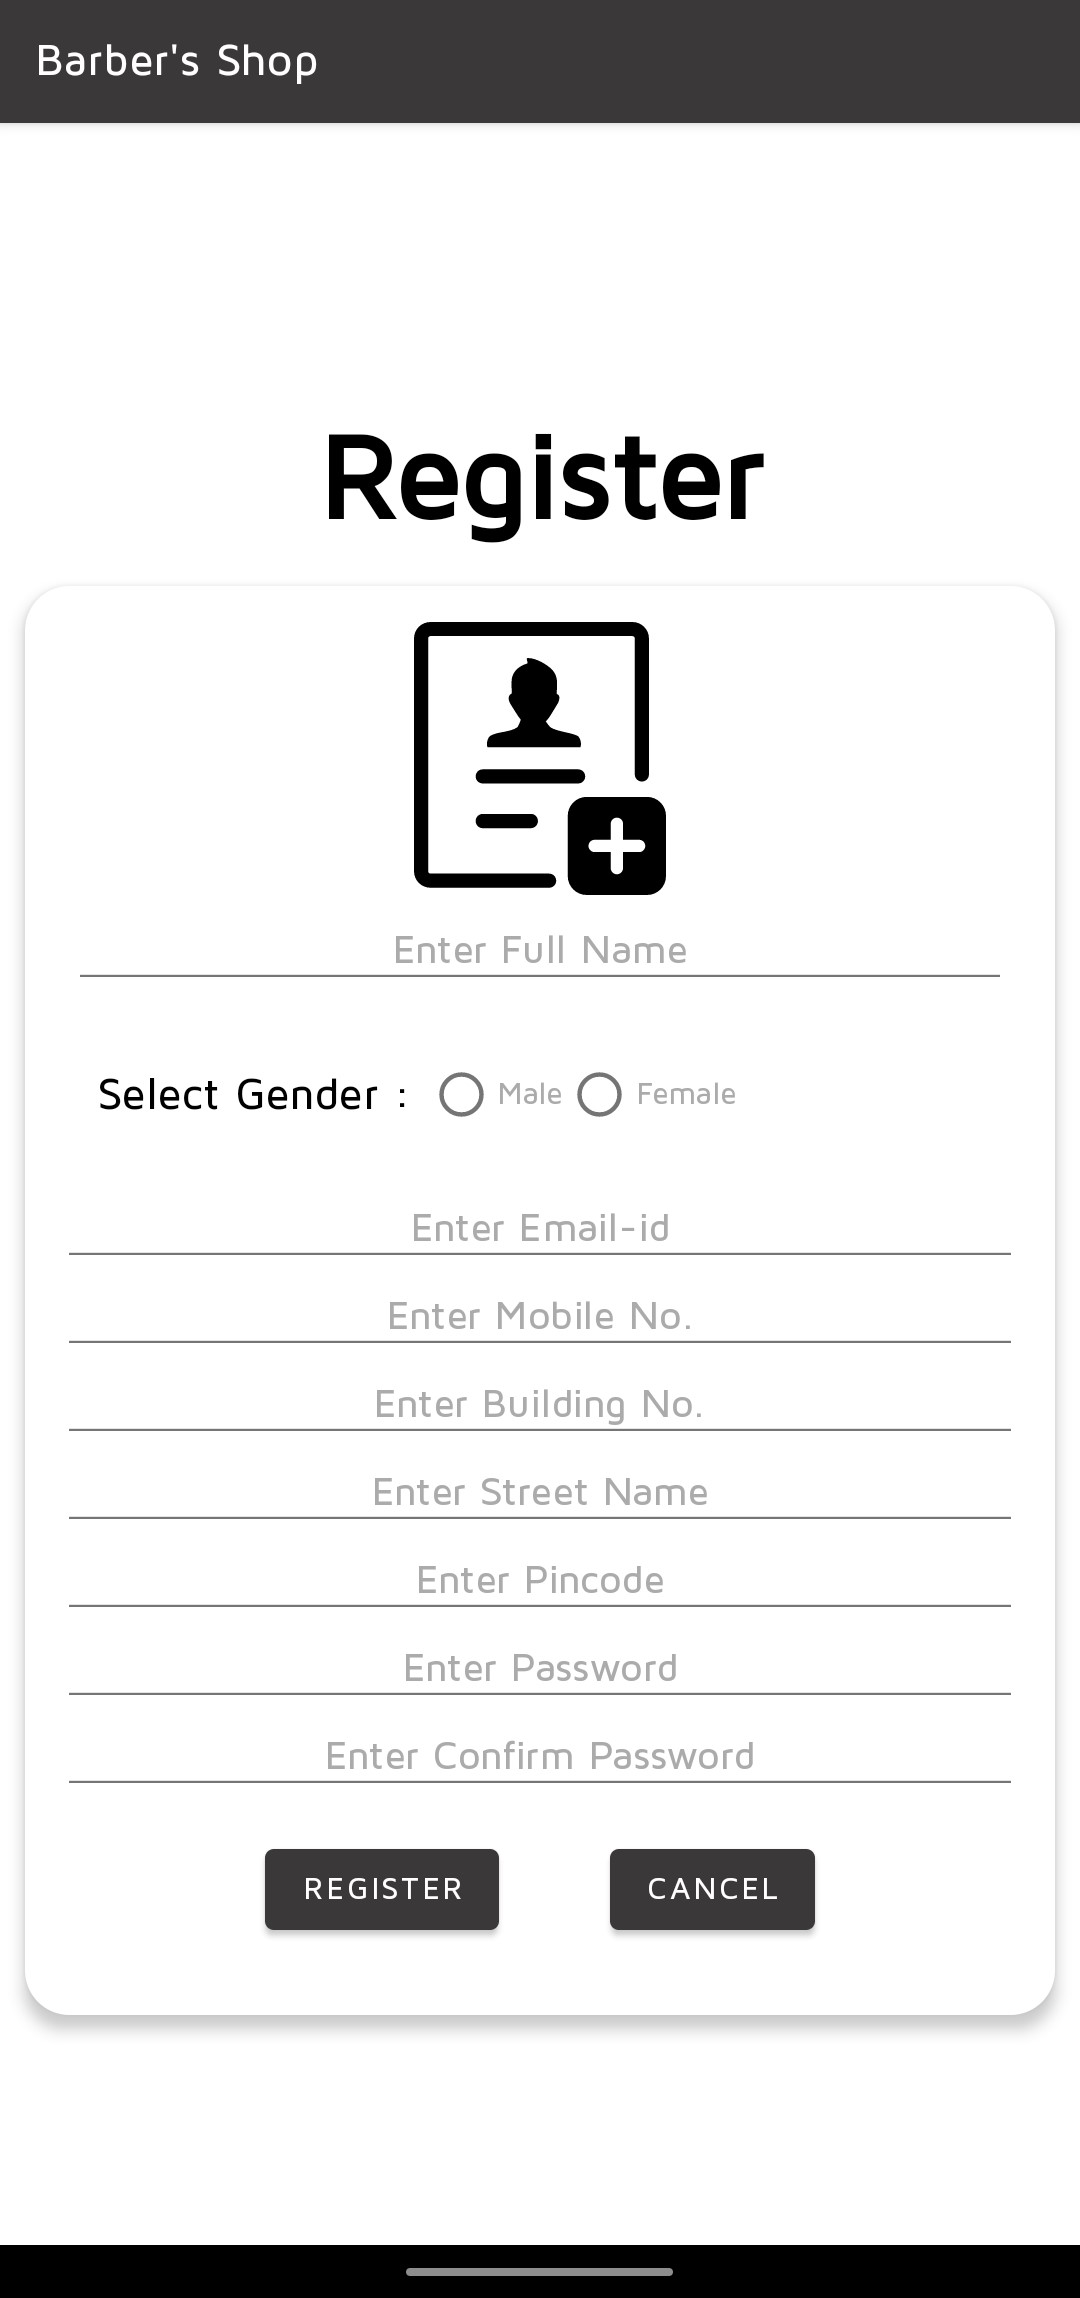 Barber's Shop
Register
Enter Full Name
Select Gender : Male Female
Enter Email-id
Enter Mobile No.
Enter Building No.
Enter Street Name
Enter Pincode
Enter Password
Enter Confirm Password
REGISTER CANCEL